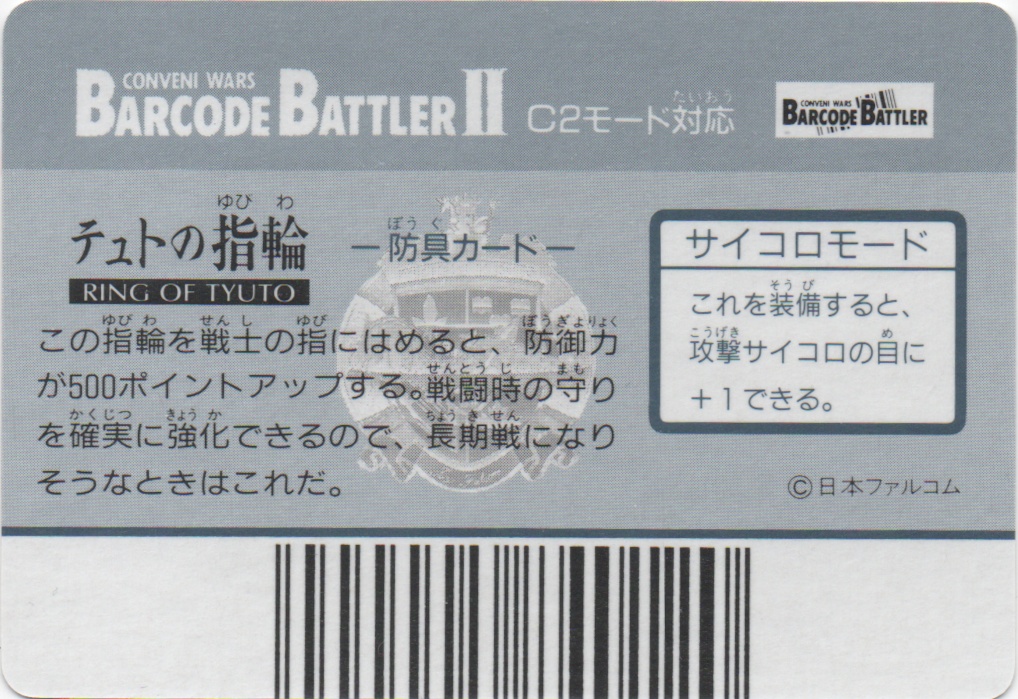 CONVENI WARS
BARCODE BATTLER II
たいおう
C2モード対応
CONVENI WARS
BARCODE BATTLER
ゆび わ
テュトの指輪
RING OF TYUTO
ぼう ぐ
ー防具カードー
ゆび わ せん し ゆび ぼうぎょりょく
この指輪を戦士の指にはめると、防御力
せんとう じ まも
が500ポイントアップする。戦闘時の守り
かくじつ きょう か ちょう き せん
を確実に強化できるので、長期戦になり
そうなときはこれだ。
サイコロモード
そう び
これを装備すると、
こうげき め
攻撃サイコロの目に
+1できる。
©日本ファルコム